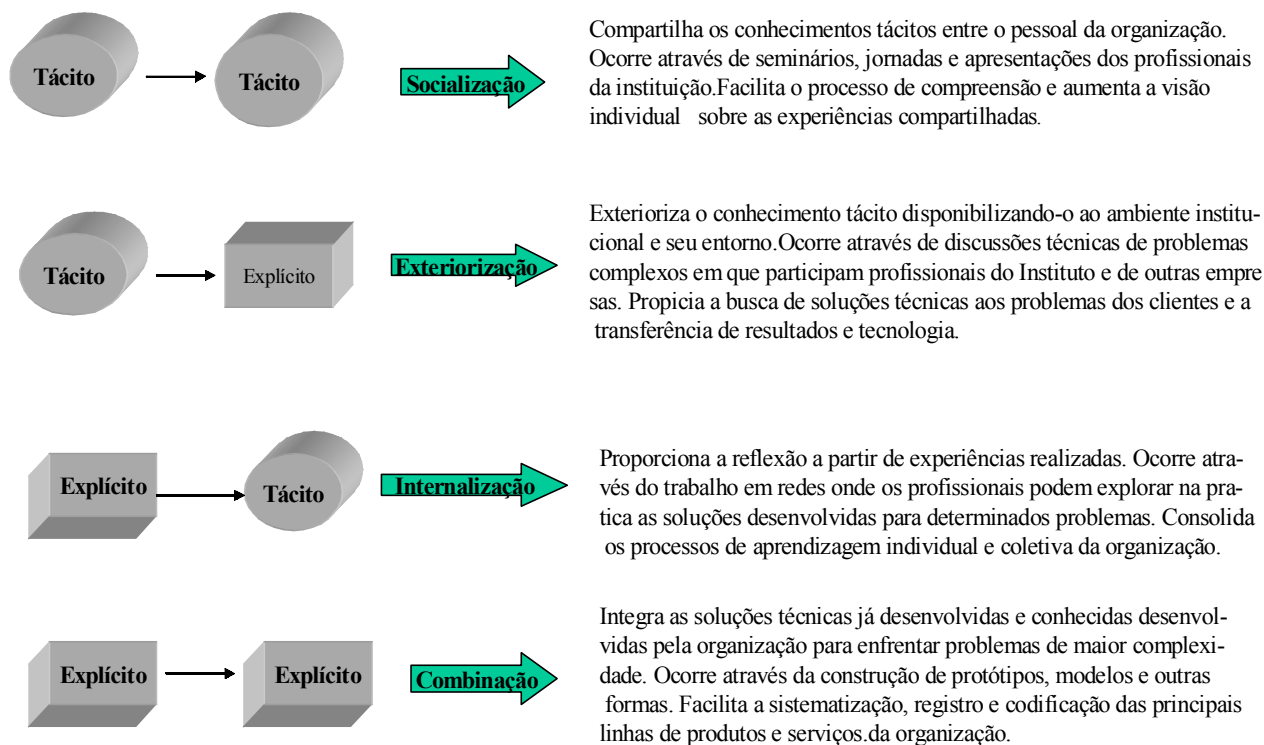 Tácito
Tácito
Socialização
Compartilha os conhecimentos tácitos entre o pessoal da organização.
Ocorre através de seminários, jornadas e apresentações dos profissionais
da instituição.Facilita o processo de compreensão e aumenta a visão
individual sobre as experiências compartilhadas.
Tácito
Explícito
Exteriorização
Exterioriza o conhecimento tácito disponibilizando-o ao ambiente institu-
cional e seu entorno.Ocorre através de discussões técnicas de problemas
complexos em que participam profissionais do Instituto e de outras empre
sas. Propicia a busca de soluções técnicas aos problemas dos clientes e a
transferência de resultados e tecnologia.
Explícito
Tácito
Internalização
Proporciona a reflexão a partir de experiências realizadas. Ocorre atra-
vés do trabalho em redes onde os profissionais podem explorar na pra-
tica as soluções desenvolvidas para determinados problemas. Consolida
os processos de aprendizagem individual e coletiva da organização.
Explícito
Explícito
Combinação
Integra as soluções técnicas já desenvolvidas e conhecidas desenvol-
vidas pela organização para enfrentar problemas de maior complexi-
dade. Ocorre através da construção de protótipos, modelos e outras
formas. Facilita a sistematização, registro e codificação das principais
linhas de produtos e serviços.da organização.